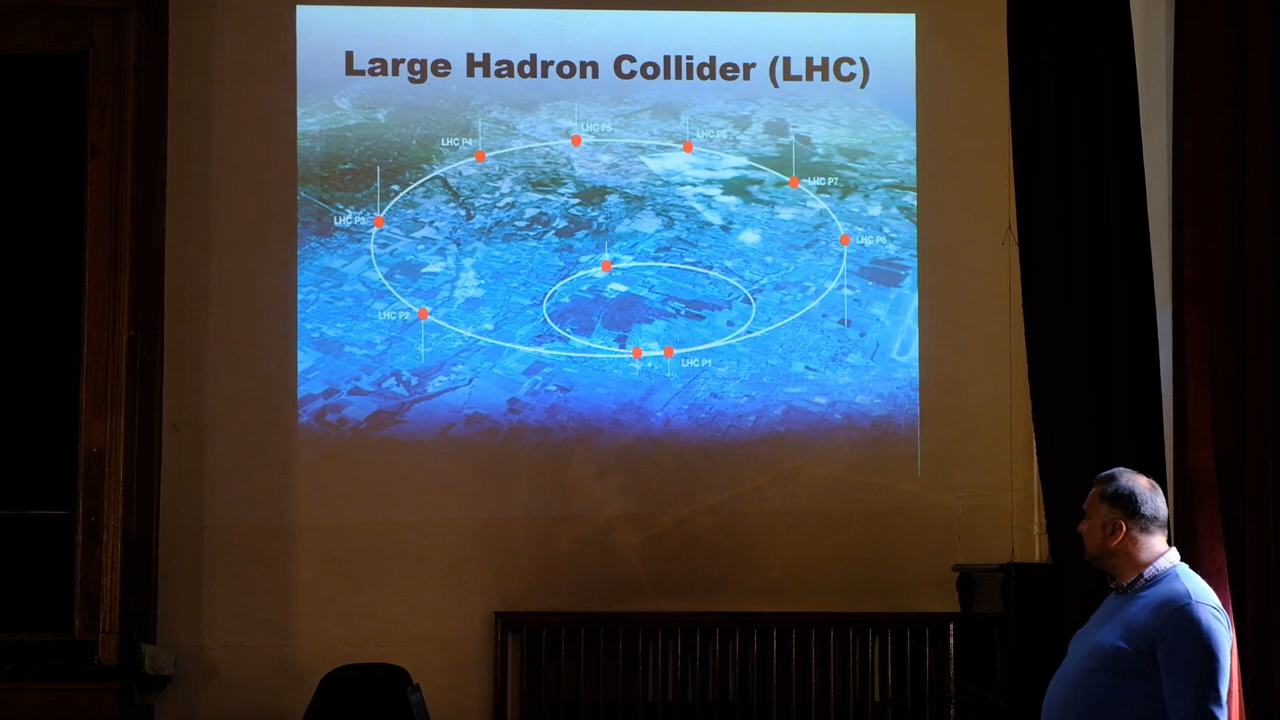 Large Hadron Collider (LHC)
LHC P5
LHC P6
LHC P4
LHC P7
LHC P3
LHC P8
LHC P2
LHC P1